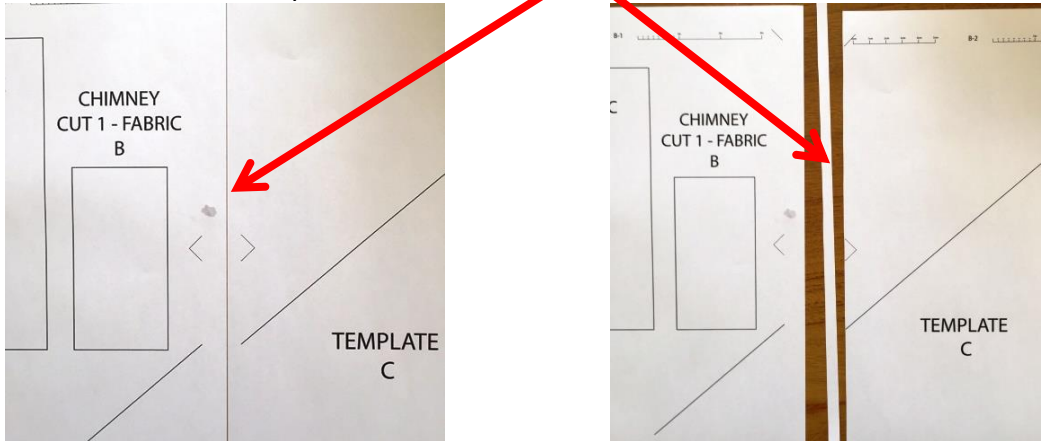 CHIMNEY
CUT 1 - FABRIC
B
TEMPLATE
C
B-1
B-2
C
CHIMNEY
CUT 1 - FABRIC
B
TEMPLATE
C